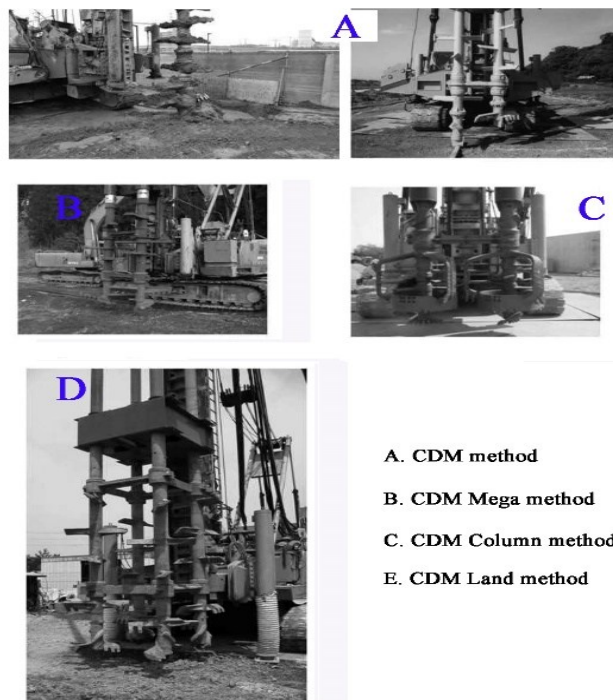 A
B
C
D
A. CDM method
B. CDM Mega method
C. CDM Column method
E. CDM Land method